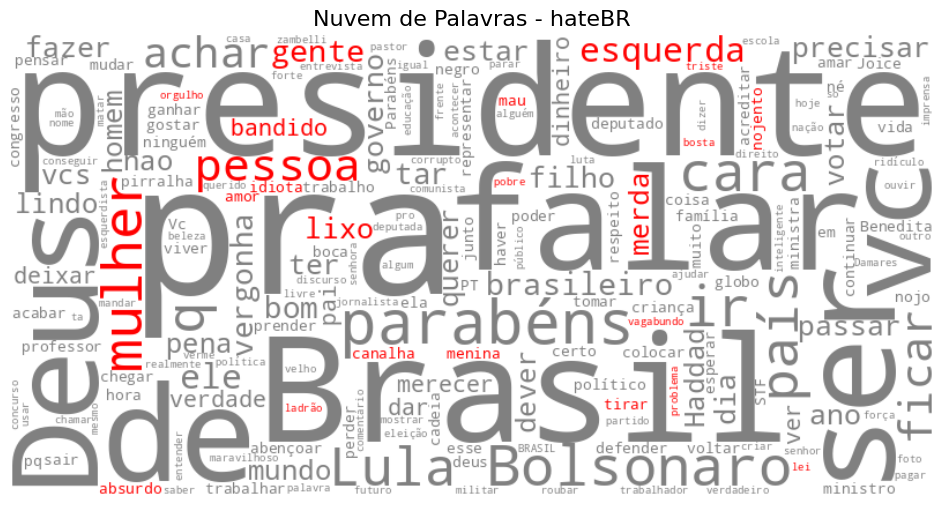 Nuvem de Palavras - hateBR
presidente
pra
falar
Brasil
Deus
de
ser
vc
Lula
Bolsonaro
mulher
pessoa
esquerda
gente
bandido
lixo
merda
parabéns
país
cara
ir
ficar
achar
fazer
pensar
mudar
casa
zambelli
entrevista
forte
pastor
igual
parar
estar
negro
escola
triste
precisar
amar
Joice
né
só
hoje
nação
vida
imprensa
votar
acreditar
nojento
dizer
bosta
direito
deputado
dinheiro
alguém
mau
representar
acontecer
frente
educação
Parabéns
governo
orgulho
ganhar
gostar
ninguém
matar
homem
mão
nome
congresso
conseguir
vcs
nao
pirralha
querido
idiota
trabalho
amor
corrupto
comunista
tar
luta
filho
pobre
coisa
família
respeito
muito
inteligente
ministra
em
continuar
ridículo
ouvir
Benedita
outro
Damares
nojo
lindo
esquerdista
Vc
beleza
viver
vergonha
boca
pro
deputada
algum
senhora
discurso
ter
pai
livre
jornalista
ela
querer
junto
haver
poder
público
PT
brasileiro
tomar
criança
ajudar
globo
vagabundo
deixar
acabar
mandar
ta
q
bom
prender
passar
professor
pena
verme
realmente
política
ele
canalha
menina
certo
colocar
Haddad
esperar
dia
STF
ver
senhor
ano
força
chegar
hora
verdade
velho
ladrão
merecer
dar
mostrar
cadeia
dever
político
tirar
partido
problema
concurso
usar
chamar
mesmo
entender
maravilhoso
abençoar
perder
comentário
eleição
esse
deus
BRASIL
defender
voltar
criar
lei
foto
pagar
pqsair
mundo
absurdo
saber
trabalhar
palavra
futuro
militar
roubar
trabalhador
verdadeiro
ministro